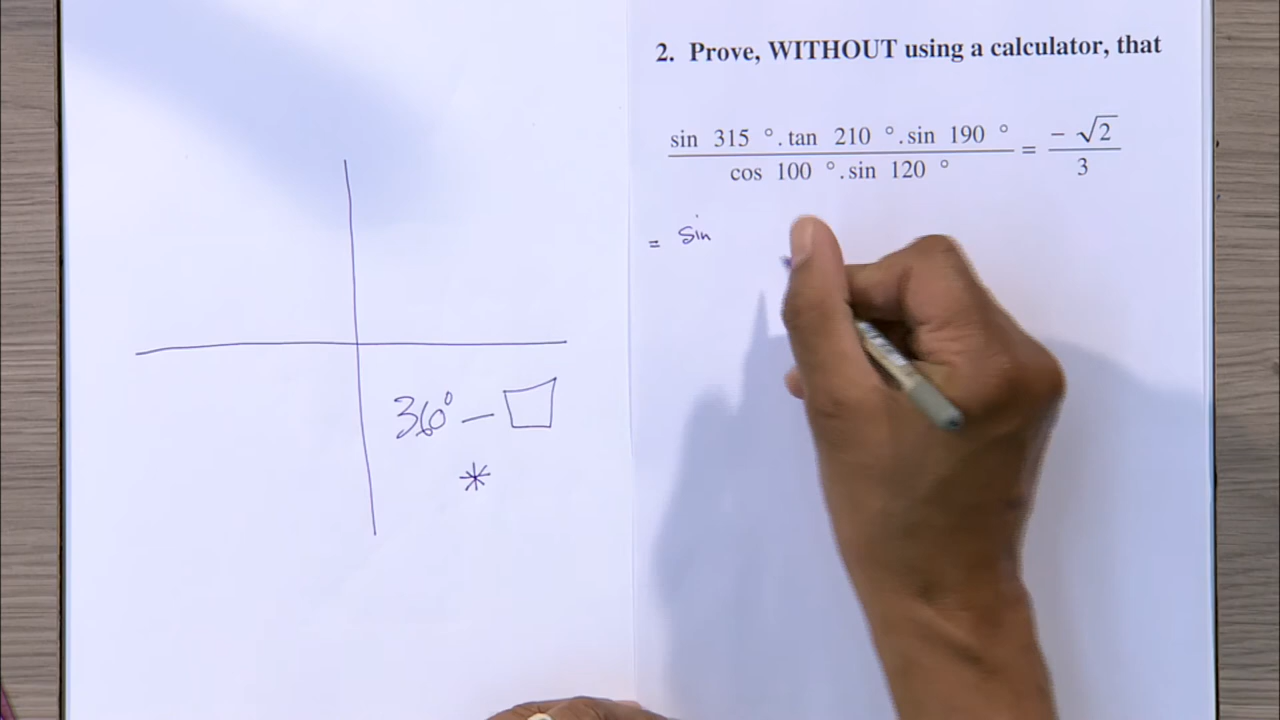 2. Prove, WITHOUT using a calculator, that
sin 315 °.tan 210 °.sin 190 °
cos 100 °.sin 120 °
= -√2
3
= sin
360° - □
*